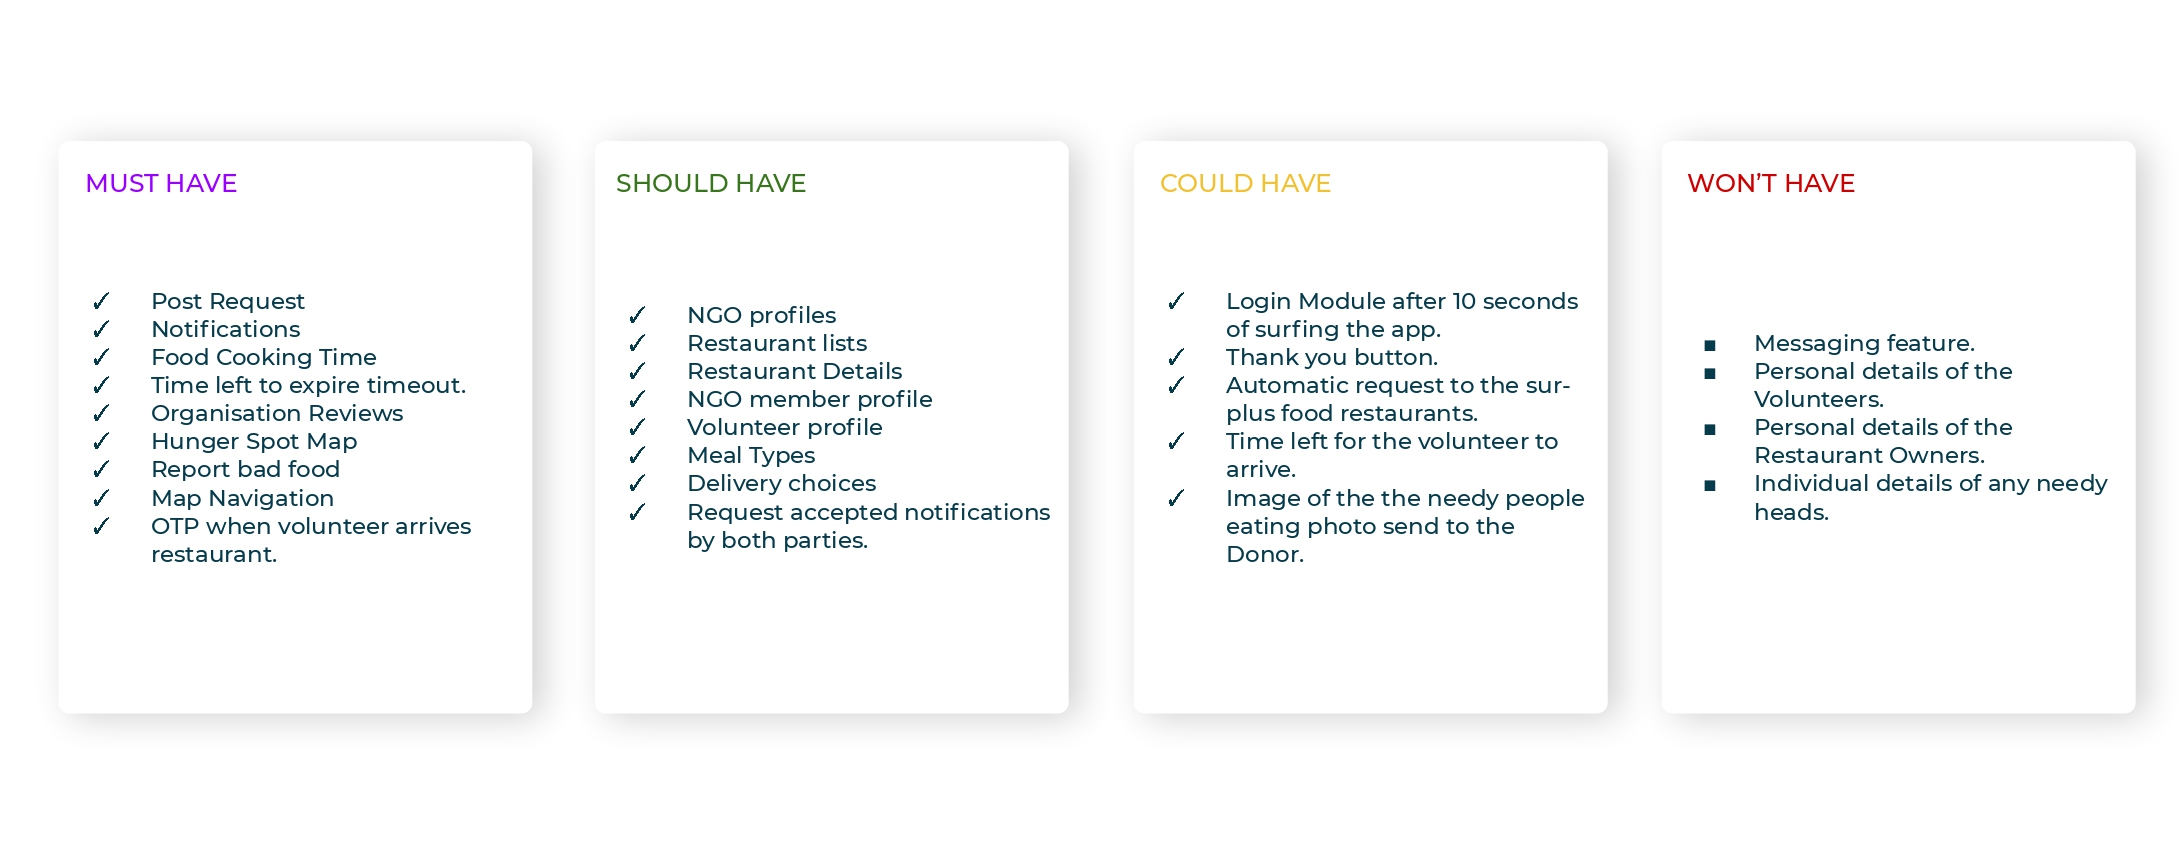 MUST HAVE
✓ Post Request
✓ Notifications
✓ Food Cooking Time
✓ Time left to expire timeout.
✓ Organisation Reviews
✓ Hunger Spot Map
✓ Report bad food
✓ Map Navigation
✓ OTP when volunteer arrives
restaurant.
SHOULD HAVE
✓ NGO profiles
✓ Restaurant lists
✓ Restaurant Details
✓ NGO member profile
✓ Volunteer profile
✓ Meal Types
✓ Delivery choices
✓ Request accepted notifications
by both parties.
COULD HAVE
✓ Login Module after 10 seconds
of surfing the app.
✓ Thank you button.
✓ Automatic request to the sur-
plus food restaurants.
✓ Time left for the volunteer to
arrive.
✓ Image of the the needy people
eating photo send to the
Donor.
WON’T HAVE
▪ Messaging feature.
▪ Personal details of the
Volunteers.
▪ Personal details of the
Restaurant Owners.
▪ Individual details of any needy
heads.